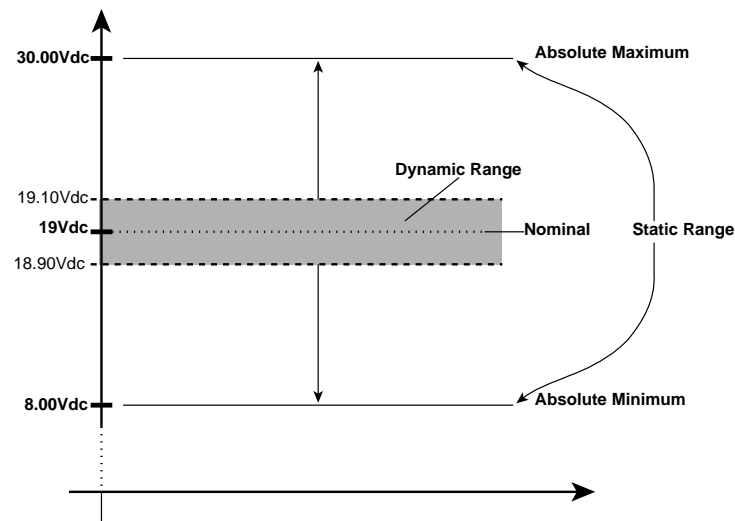 30.00Vdc
Absolute Maximum
Dynamic Range
19.10Vdc
19Vdc
Nominal
Static Range
18.90Vdc
8.00Vdc
Absolute Minimum